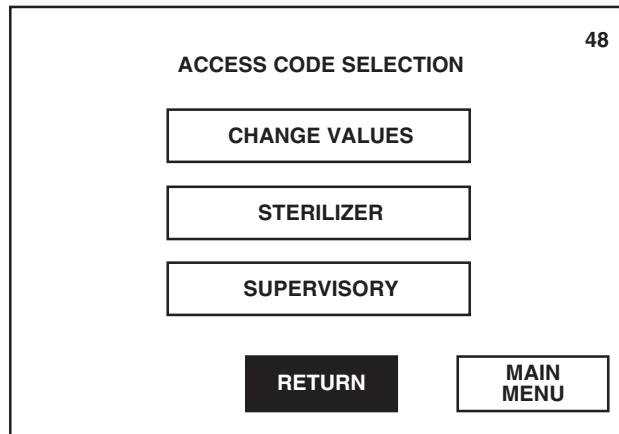 48
ACCESS CODE SELECTION
CHANGE VALUES
STERILIZER
SUPERVISORY
RETURN
MAIN
MENU